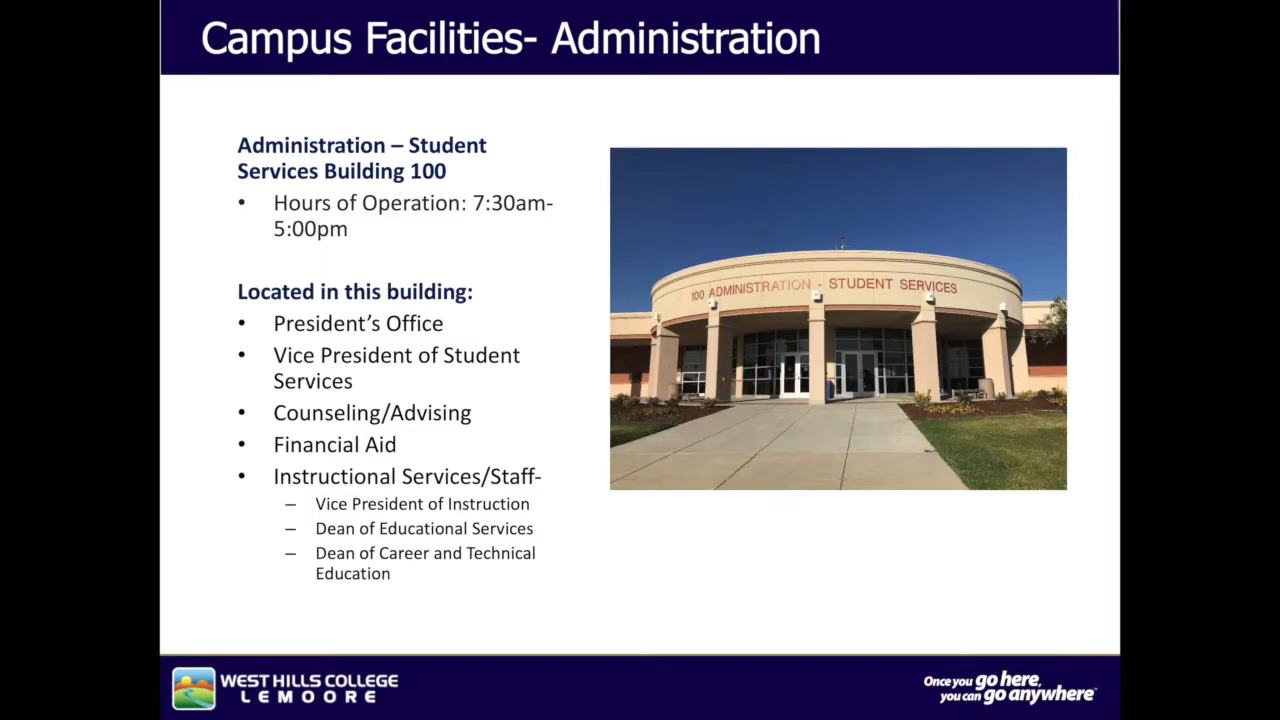 Campus Facilities- Administration
Administration – Student
Services Building 100
• Hours of Operation: 7:30am-
5:00pm
Located in this building:
• President’s Office
• Vice President of Student
Services
• Counseling/Advising
• Financial Aid
• Instructional Services/Staff-
– Vice President of Instruction
– Dean of Educational Services
– Dean of Career and Technical
Education
100 ADMINISTRATION - STUDENT SERVICES
WEST HILLS COLLEGE
LEMOORE
Once you go here,
you can go anywhere™